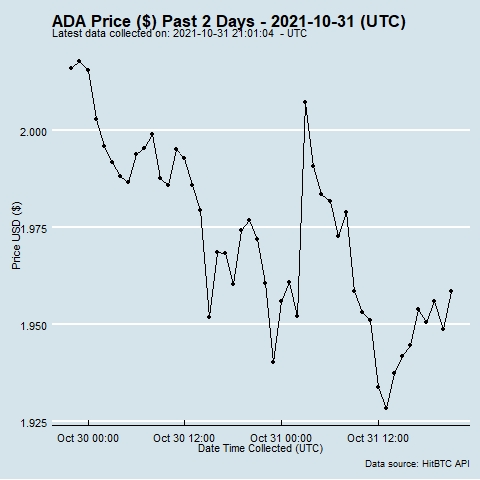 ADA Price ($) Past 2 Days - 2021-10-31 (UTC)
Latest data collected on: 2021-10-31 21:01:04 - UTC
2.000
1.975
1.950
1.925
Price USD ($)
Oct 30 00:00 Oct 30 12:00 Oct 31 00:00 Oct 31 12:00
Date Time Collected (UTC)
Data source: HitBTC API